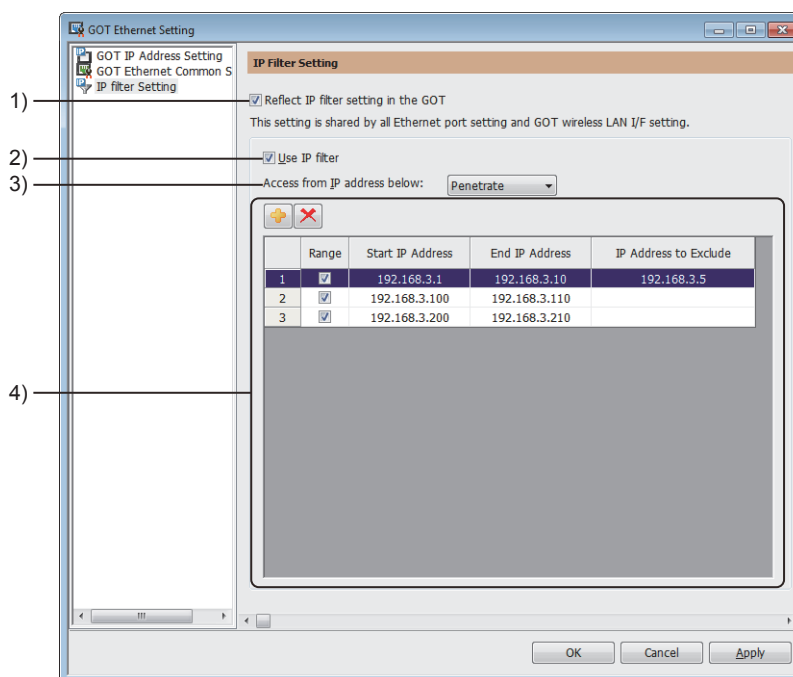 GOT Ethernet Setting
GOT IP Address Setting
GOT Ethernet Common S
IP filter Setting
IP Filter Setting
1)
Reflect IP filter setting in the GOT
This setting is shared by all Ethernet port setting and GOT wireless LAN I/F setting.
2)
Use IP filter
3)
Access from IP address below: Penetrate
Range Start IP Address End IP Address IP Address to Exclude
1 192.168.3.1 192.168.3.10 192.168.3.5
2 192.168.3.100 192.168.3.110
3 192.168.3.200 192.168.3.210
4)
OK Cancel Apply